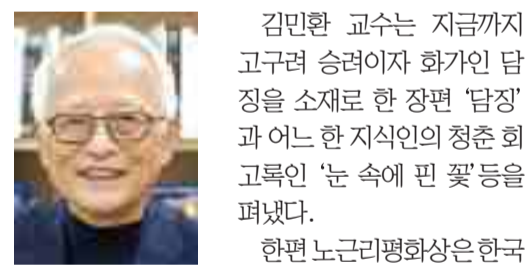 김민환 교수는 지금까지
고구려 승려이자 화가인 담
징을 소재로 한 장편 ‘담징’
과 어느 한 지식인의 청춘 회
고록인 ‘눈 속에 핀 꽃’등을
펴냈다.
한편 노근리평화상은 한국